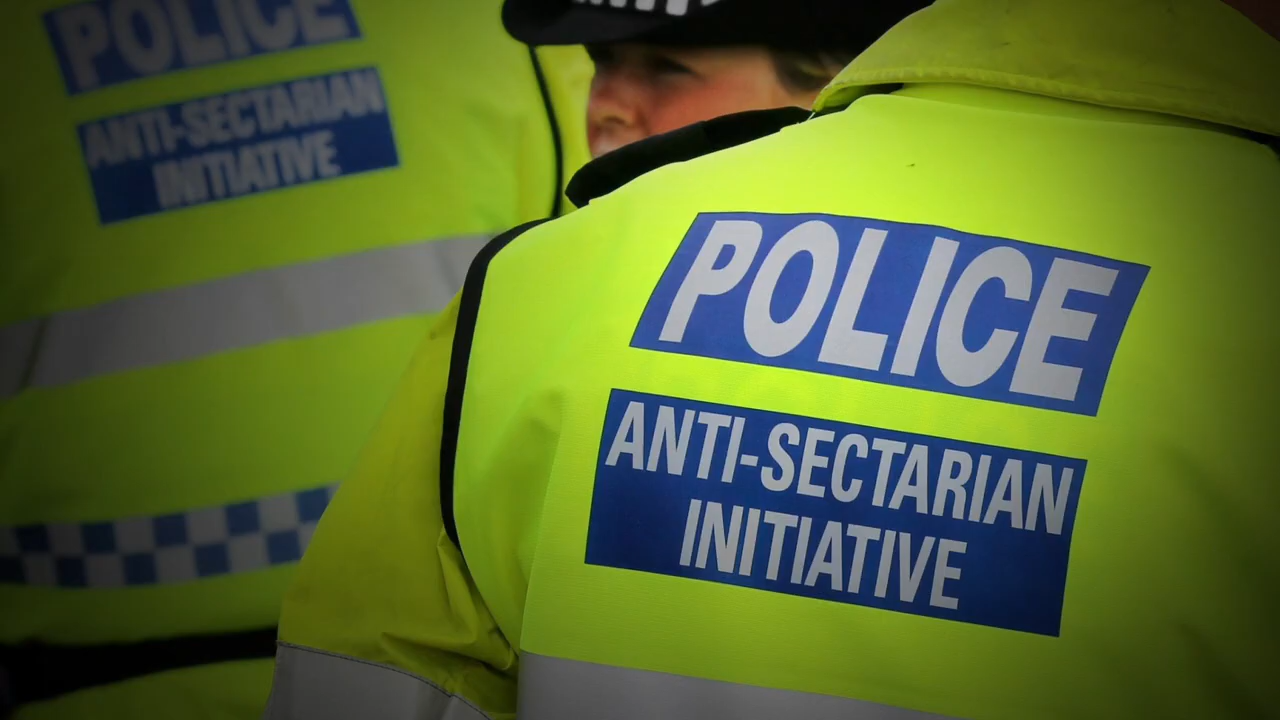 POLICE
ANTI-SECTARIAN
INITIATIVE
POLICE
ANTI-SECTARIAN
INITIATIVE